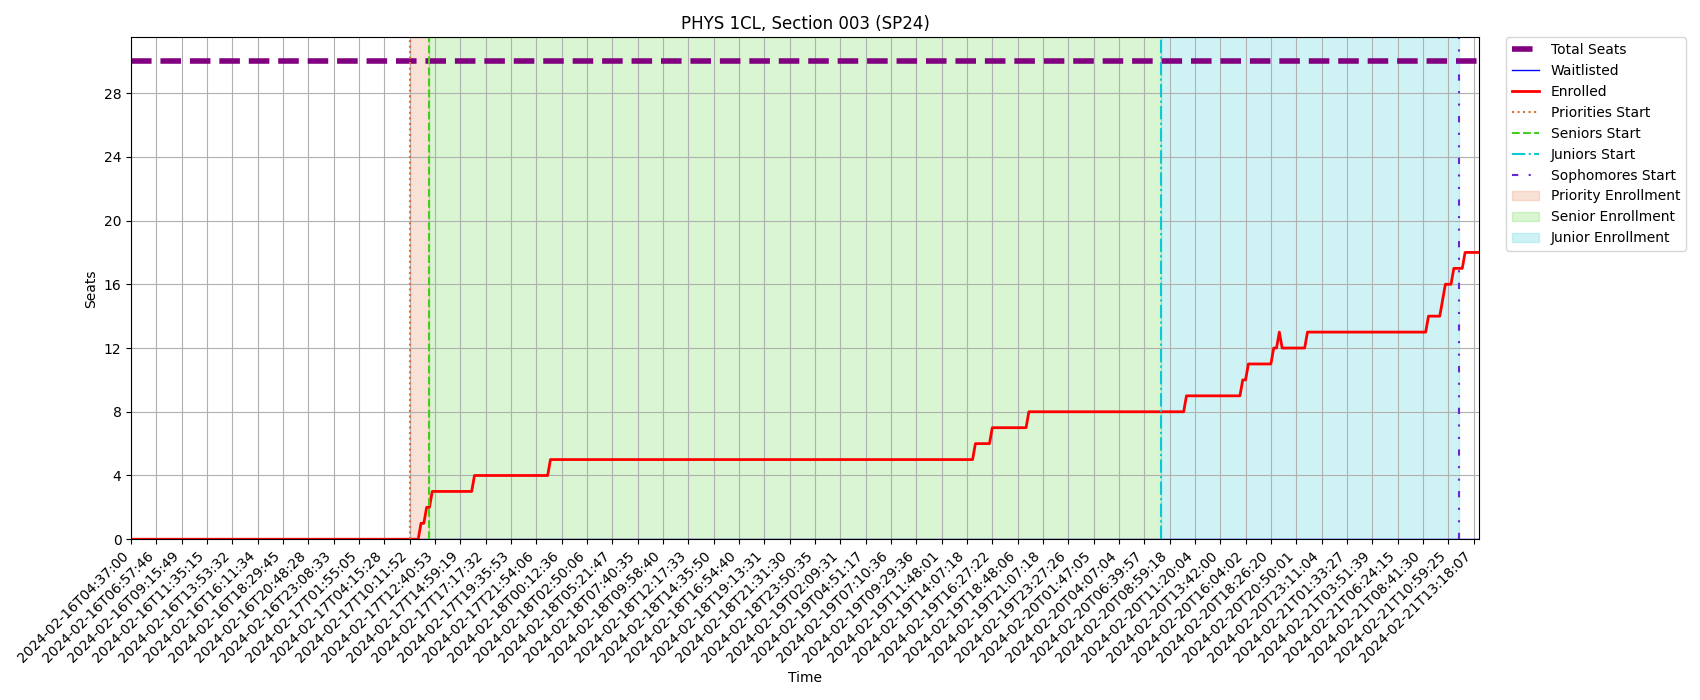 PHYS 1CL, Section 003 (SP24)
Total Seats
Waitlisted
Enrolled
Priorities Start
Seniors Start
Juniors Start
Sophomores Start
Priority Enrollment
Senior Enrollment
Junior Enrollment
Seats
28
24
20
16
12
8
4
0
2024-02-16T04:37:00
2024-02-16T06:57:46
2024-02-16T09:15:49
2024-02-16T11:35:15
2024-02-16T13:53:32
2024-02-16T16:11:34
2024-02-16T18:29:45
2024-02-16T20:48:28
2024-02-16T23:08:33
2024-02-17T01:55:05
2024-02-17T04:15:28
2024-02-17T10:11:52
2024-02-17T12:40:53
2024-02-17T14:59:19
2024-02-17T17:17:32
2024-02-17T19:35:53
2024-02-17T21:54:06
2024-02-18T00:12:36
2024-02-18T02:50:06
2024-02-18T05:21:47
2024-02-18T07:40:35
2024-02-18T09:58:40
2024-02-18T12:17:33
2024-02-18T14:35:50
2024-02-18T16:54:40
2024-02-18T19:13:31
2024-02-18T21:31:30
2024-02-18T23:50:35
2024-02-19T02:09:31
2024-02-19T04:51:17
2024-02-19T07:10:36
2024-02-19T09:29:36
2024-02-19T11:48:01
2024-02-19T14:07:18
2024-02-19T16:27:22
2024-02-19T18:48:06
2024-02-19T21:07:18
2024-02-19T23:27:26
2024-02-20T01:47:05
2024-02-20T04:07:04
2024-02-20T06:39:57
2024-02-20T08:59:18
2024-02-20T11:20:04
2024-02-20T13:42:00
2024-02-20T16:04:02
2024-02-20T18:26:20
2024-02-20T20:50:01
2024-02-20T23:11:04
2024-02-21T01:33:27
2024-02-21T03:51:39
2024-02-21T06:24:15
2024-02-21T08:41:30
2024-02-21T10:59:25
2024-02-21T13:18:07
Time